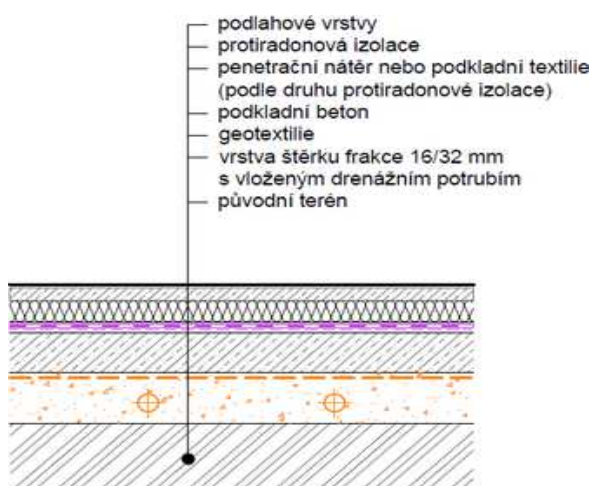 podlahové vrstvy
protiradonová izolace
penetrační nátěr nebo podkladní textilie
(podle druhu protiradonové izolace)
podkladní beton
geotextilie
vrstva štěrku frakce 16/32 mm
s vloženým drenážním potrubím
původní terén